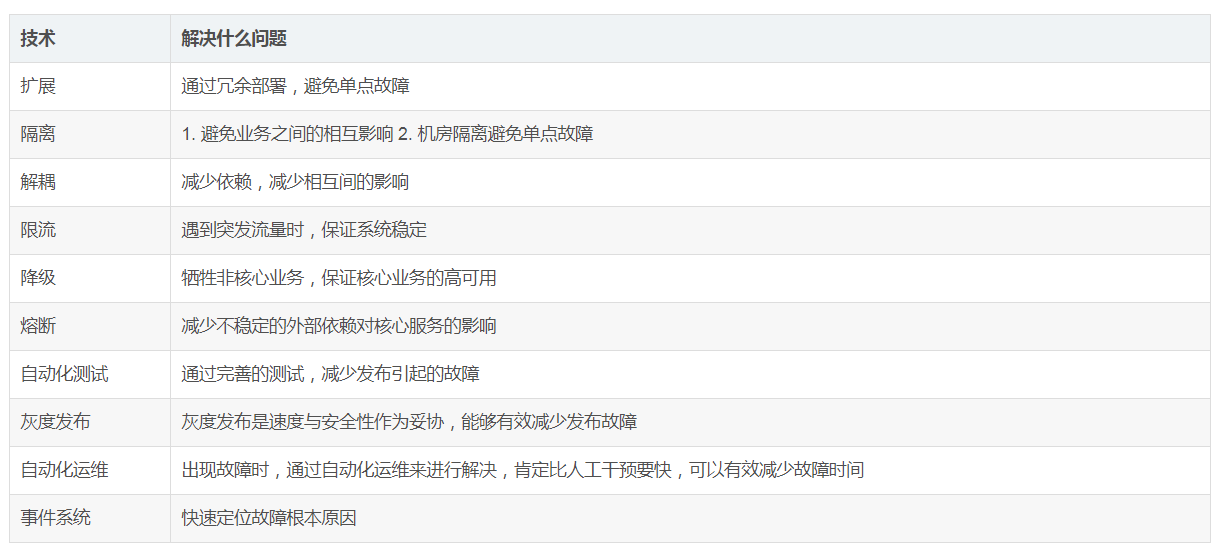 技术 解决什么问题
扩展 通过冗余部署，避免单点故障
隔离 1. 避免业务之间的相互影响 2. 机房隔离避免单点故障
解耦 减少依赖，减少相互间的影响
限流 遇到突发流量时，保证系统稳定
降级 牺牲非核心业务，保证核心业务的高可用
熔断 减少不稳定的外部依赖对核心服务的影响
自动化测试 通过完善的测试，减少发布引起的故障
灰度发布 灰度发布是速度与安全性作为妥协，能够有效减少发布故障
自动化运维 出现故障时，通过自动化运维来进行解决，肯定比人工干预要快，可以有效减少故障时间
事件系统 快速定位故障根本原因